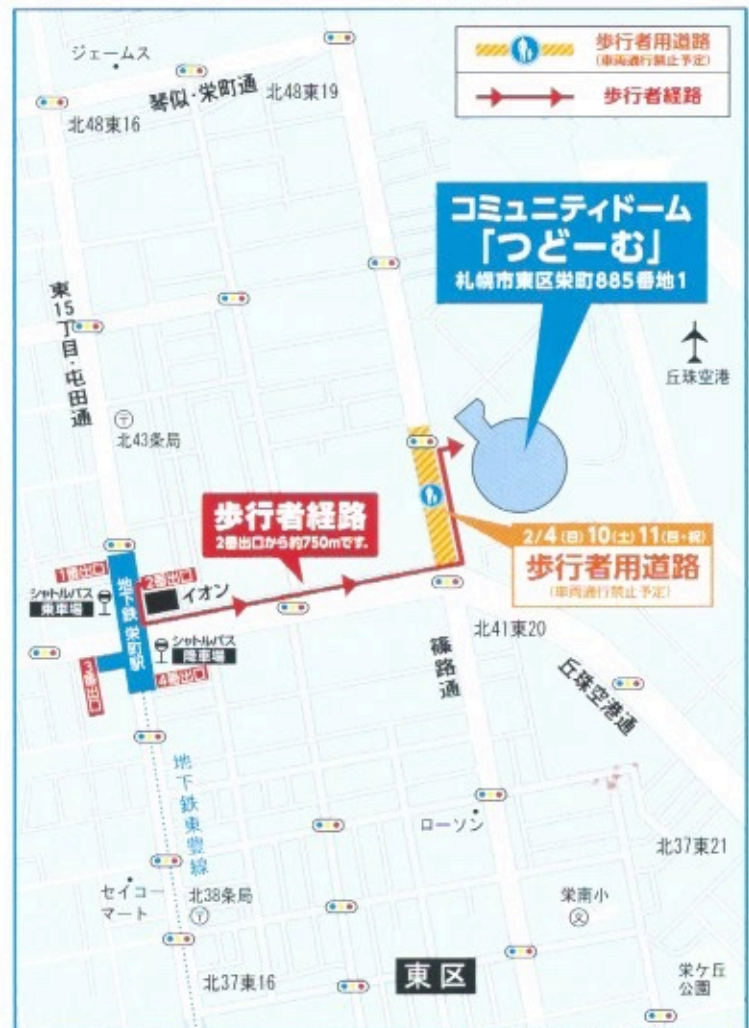 ジェームス
琴似・栄町通
北48東19
北48東16
歩行者用道路
(車両通行禁止予定)
歩行者経路
コミュニティドーム
「つどーむ」
札幌市東区栄町885番地1
丘珠空港
東15丁目・屯田通
〒
北43条局
歩行者経路
2番出口から約750mです。
2/4(日)10(土)11(日・祝)
歩行者用道路
(車両通行禁止予定)
1番出口
2番出口
イオン
シャトルバス
乗車場
地下鉄栄町駅
シャトルバス
降車場
3番出口
4番出口
北41東20
篠路通
丘珠空港通
地下鉄東豊線
ローソン
北37東21
セイコー
マート
北38条局
〒
栄南小
文
北37東16
東区
栄ケ丘
公園